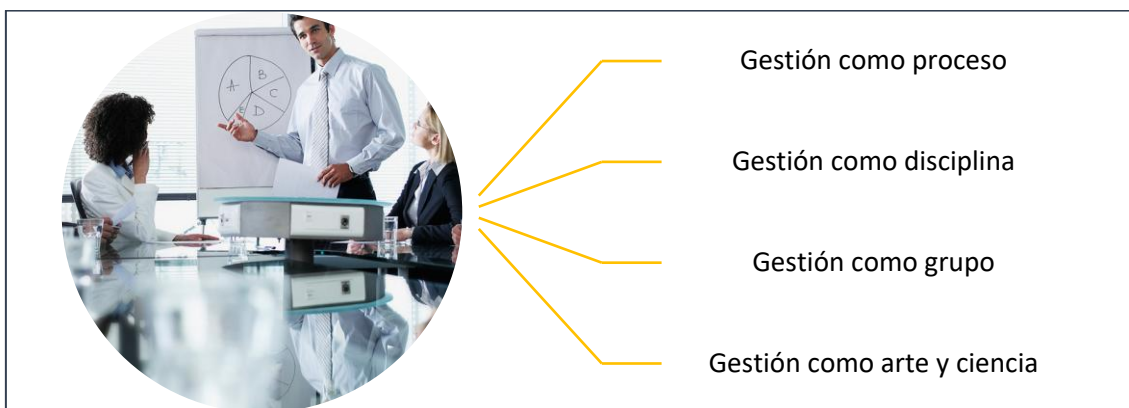 A
B
C
D
E
Gestión como proceso
Gestión como disciplina
Gestión como grupo
Gestión como arte y ciencia